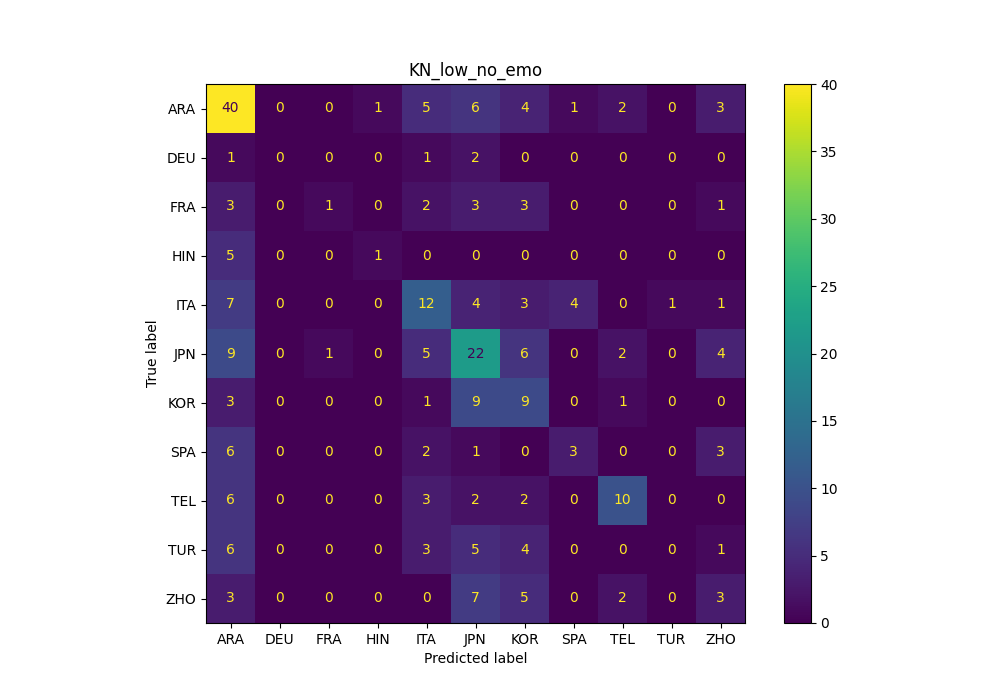 KN_low_no_emo
True label
ARA 40 0 0 1 5 6 4 1 2 0 3
DEU 1 0 0 0 1 2 0 0 0 0 0
FRA 3 0 1 0 2 3 3 0 0 0 1
HIN 5 0 0 1 0 0 0 0 0 0 0
ITA 7 0 0 0 12 4 3 4 0 1 1
JPN 9 0 1 0 5 22 6 0 2 0 4
KOR 3 0 0 0 1 9 9 0 1 0 0
SPA 6 0 0 0 2 1 0 3 0 0 3
TEL 6 0 0 0 3 2 2 0 10 0 0
TUR 6 0 0 0 3 5 4 0 0 0 1
ZHO 3 0 0 0 0 7 5 0 2 0 3
ARA DEU FRA HIN ITA JPN KOR SPA TEL TUR ZHO
Predicted label
40
35
30
25
20
15
10
5
0